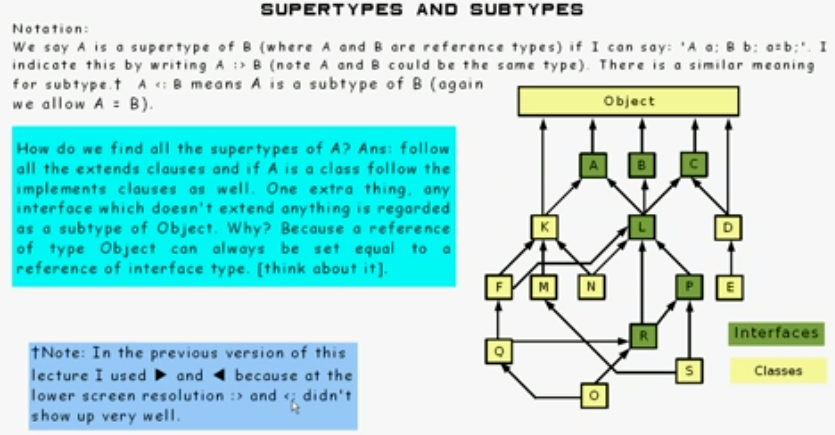 SUPERTYPES AND SUBTYPES
Notation:
We say A is a supertype of B (where A and B are reference types) if I can say: 'A a; B b; a=b;'. I
indicate this by writing A :> B (note A and B could be the same type). There is a similar meaning
for subtype.† A <: B means A is a subtype of B (again
we allow A = B).
Object
How do we find all the supertypes of A? Ans: follow
all the extends clauses and if A is a class follow the
implements clauses as well. One extra thing, any
interface which doesn't extend anything is regarded
as a subtype of Object. Why? Because a reference
of type Object can always be set equal to a
reference of interface type. [think about it].
A B C
K L D
F M N P E
R
Q
S
O
Interfaces
Classes
†Note: In the previous version of this
lecture I used ▶ and ◀ because at the
lower screen resolution :> and <: didn't
show up very well.